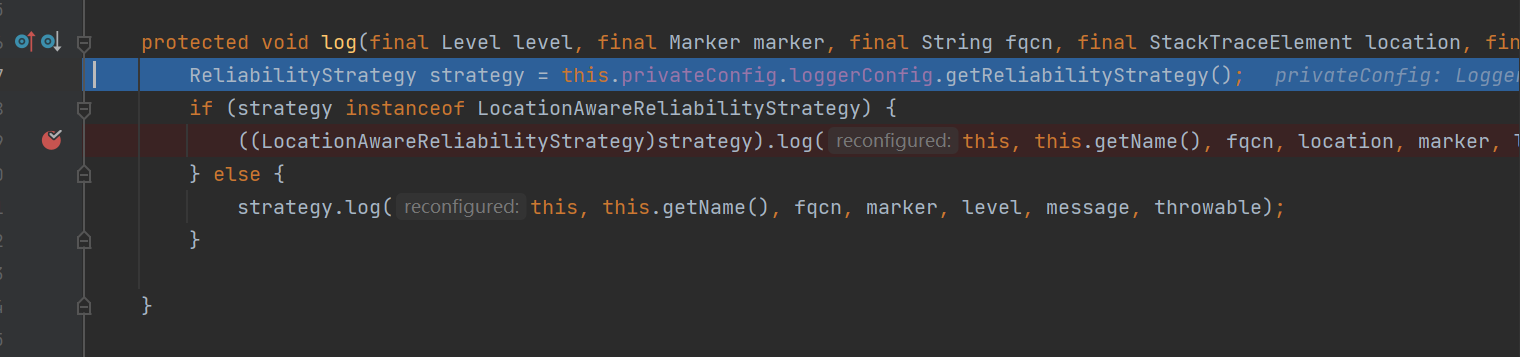 protected void log(final Level level, final Marker marker, final String fqcn, final StackTraceElement location, fin
ReliabilityStrategy strategy = this.privateConfig.loggerConfig.getReliabilityStrategy(); privateConfig: Logger
if (strategy instanceof LocationAwareReliabilityStrategy) {
((LocationAwareReliabilityStrategy)strategy).log( reconfigured: this, this.getName(), fqcn, location, marker,
} else {
strategy.log( reconfigured: this, this.getName(), fqcn, marker, level, message, throwable);
}
}